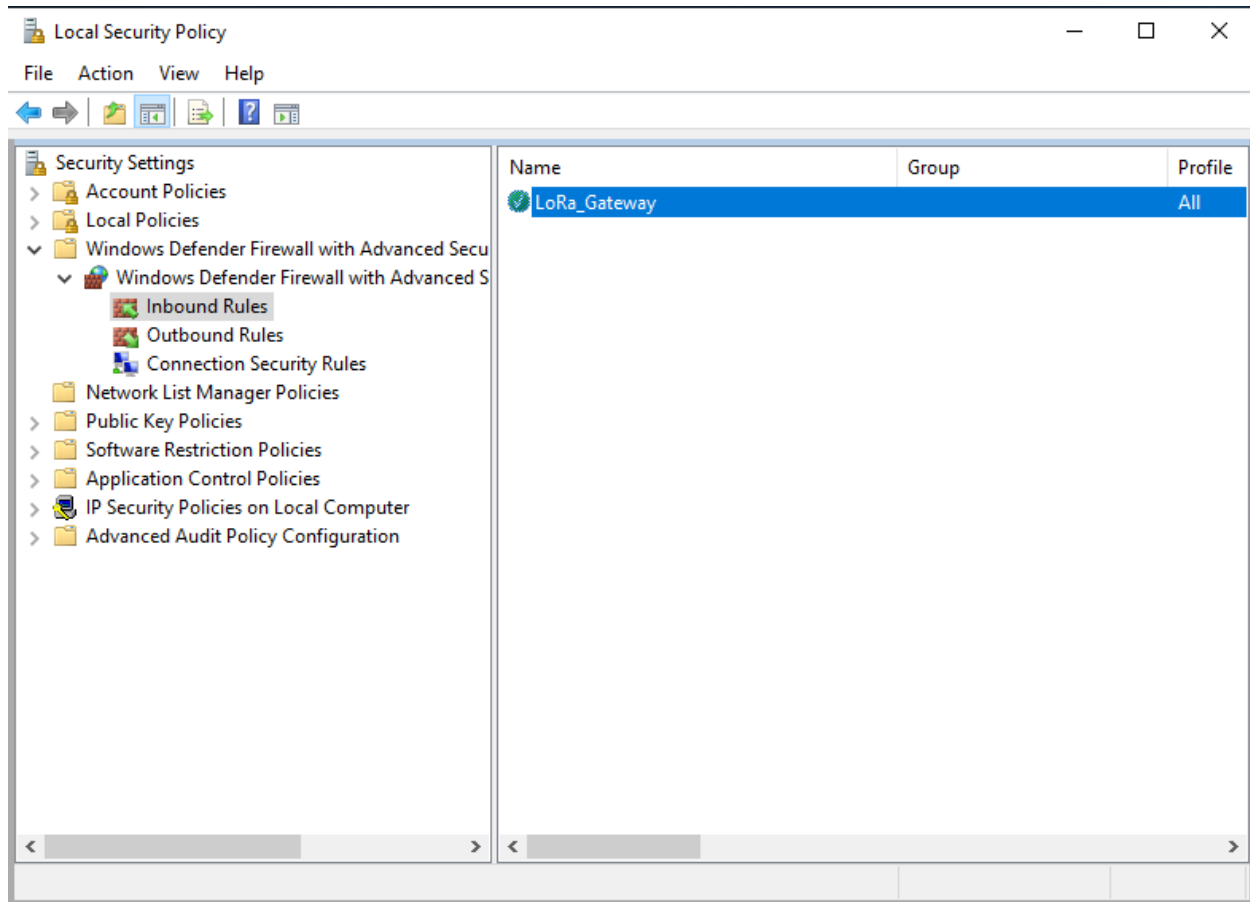 Local Security Policy
File Action View Help
Security Settings
Account Policies
Local Policies
Windows Defender Firewall with Advanced Secu
Windows Defender Firewall with Advanced S
Inbound Rules
Outbound Rules
Connection Security Rules
Network List Manager Policies
Public Key Policies
Software Restriction Policies
Application Control Policies
IP Security Policies on Local Computer
Advanced Audit Policy Configuration
Name Group Profile
LoRa_Gateway All